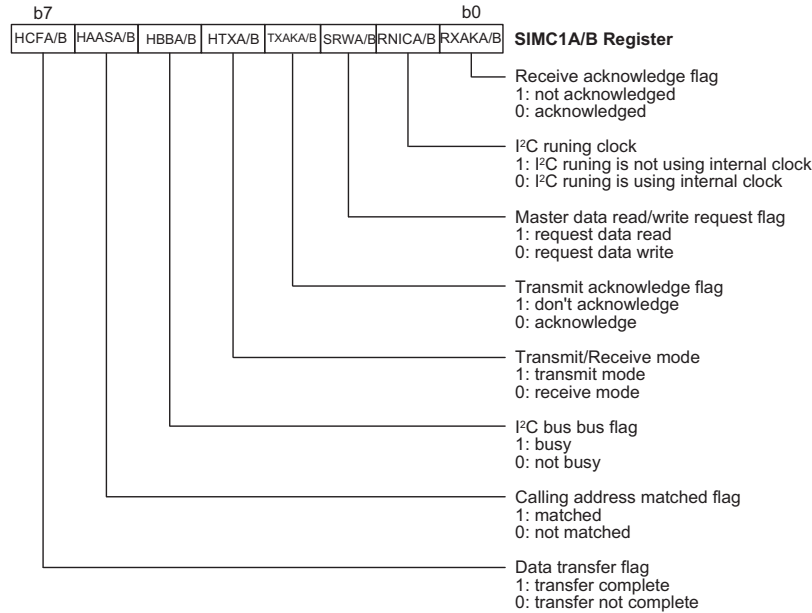 b7 b0
HCFA/B HAASA/B HBBA/B HTXA/B TXAKA/B SRWA/B RNICA/B RXAKA/B SIMC1A/B Register
Receive acknowledge flag
1: not acknowledged
0: acknowledged
I²C runing clock
1: I²C runing is not using internal clock
0: I²C runing is using internal clock
Master data read/write request flag
1: request data read
0: request data write
Transmit acknowledge flag
1: don't acknowledge
0: acknowledge
Transmit/Receive mode
1: transmit mode
0: receive mode
I²C bus bus flag
1: busy
0: not busy
Calling address matched flag
1: matched
0: not matched
Data transfer flag
1: transfer complete
0: transfer not complete